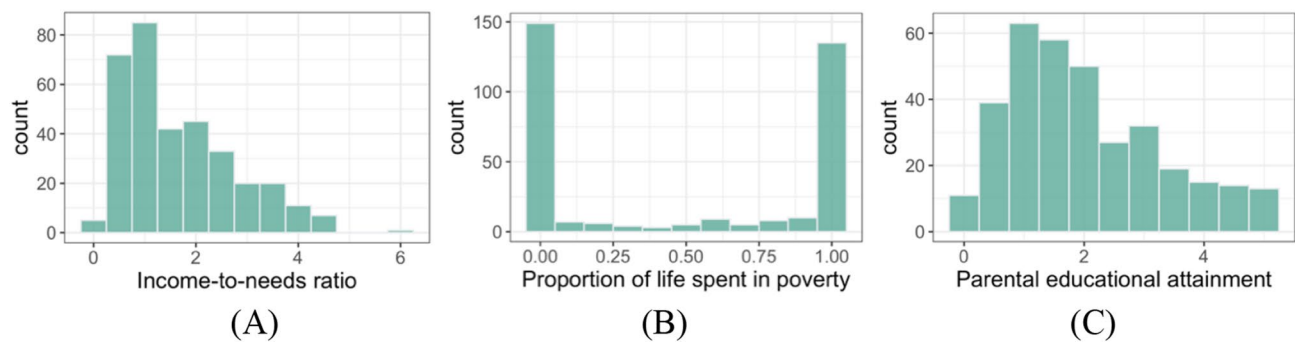 count
80
60
40
20
0
0 2 4 6
Income-to-needs ratio
(A)
count
150
100
50
0
0.00 0.25 0.50 0.75 1.00
Proportion of life spent in poverty
(B)
count
60
40
20
0
0 2 4
Parental educational attainment
(C)